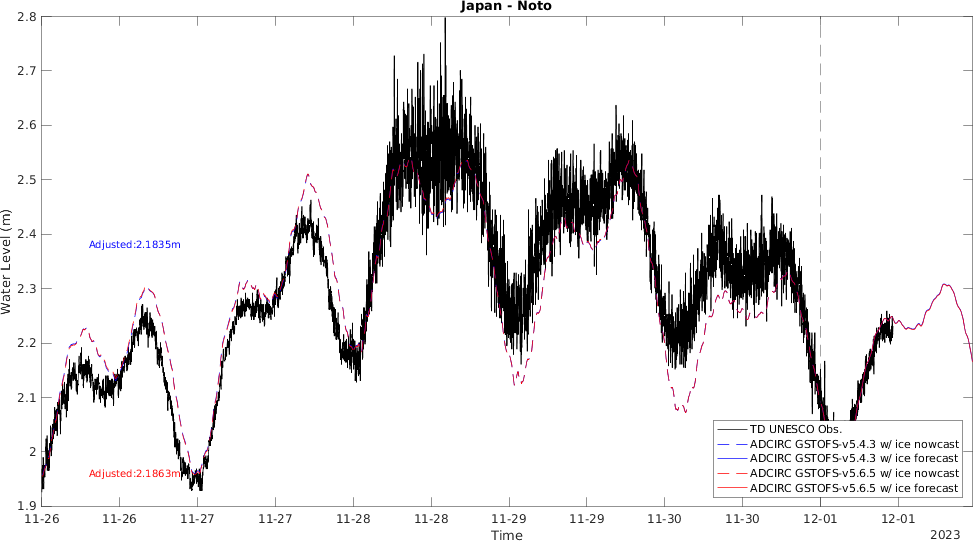 Japan - Noto
2.8
2.7
2.6
2.5
2.4
2.3
2.2
2.1
2
1.9
Water Level (m)
Adjusted:2.1835m
Adjusted:2.1863m
TD UNESCO Obs.
ADCIRC GSTOFS-v5.4.3 w/ ice nowcast
ADCIRC GSTOFS-v5.4.3 w/ ice forecast
ADCIRC GSTOFS-v5.6.5 w/ ice nowcast
ADCIRC GSTOFS-v5.6.5 w/ ice forecast
11-26 11-26 11-27 11-27 11-28 11-28 11-29 11-29 11-30 11-30 12-01 12-01
Time
2023